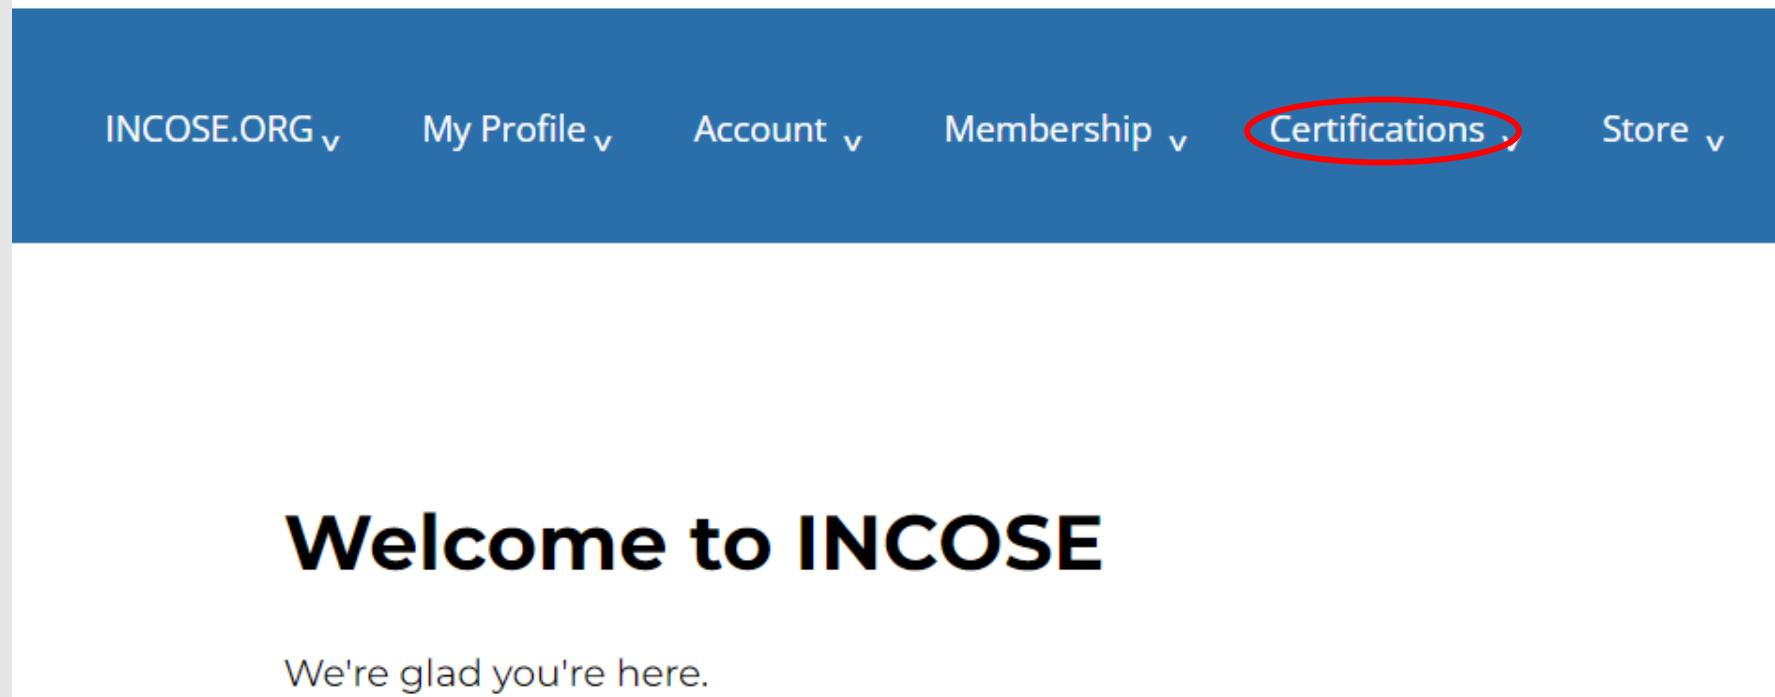 INCOSE.ORG v My Profile v Account v Membership v Certifications v Store v
Welcome to INCOSE
We're glad you're here.